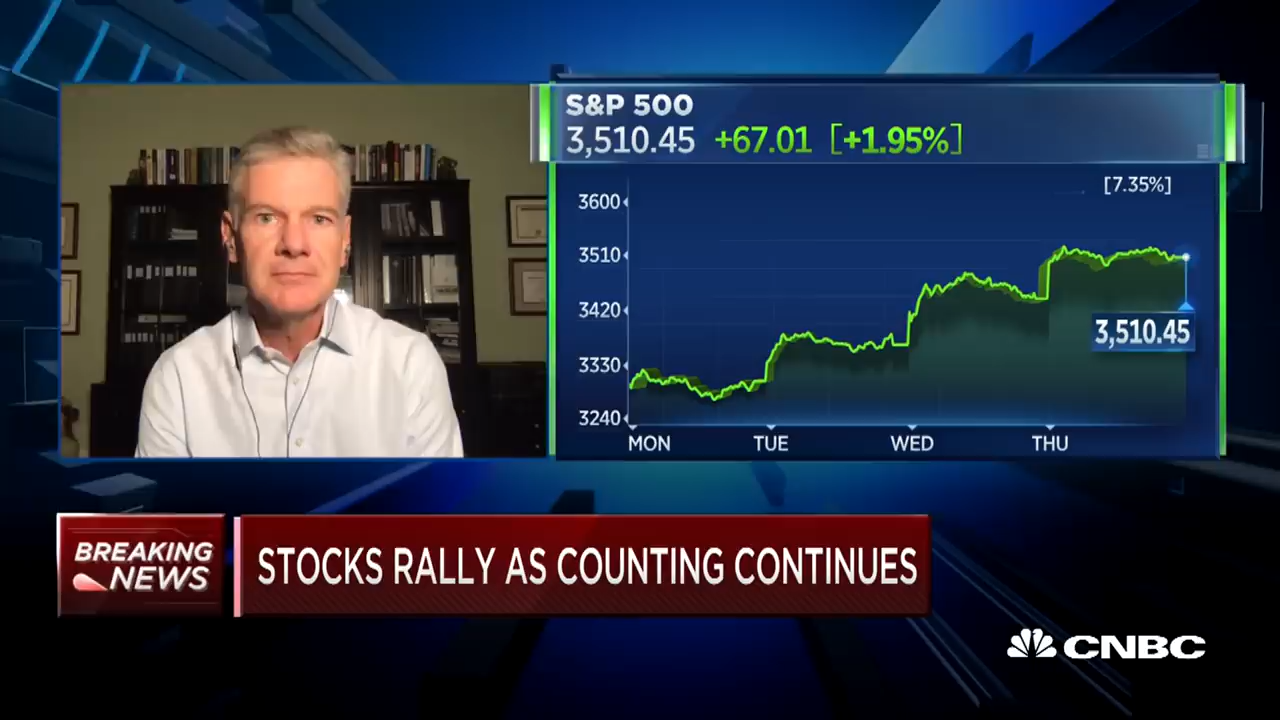 S&P 500
3,510.45 +67.01 [+1.95%]
[7.35%]
3600
3510
3420
3330
3240
3,510.45
MON TUE WED THU
BREAKING
NEWS
STOCKS RALLY AS COUNTING CONTINUES
CNBC